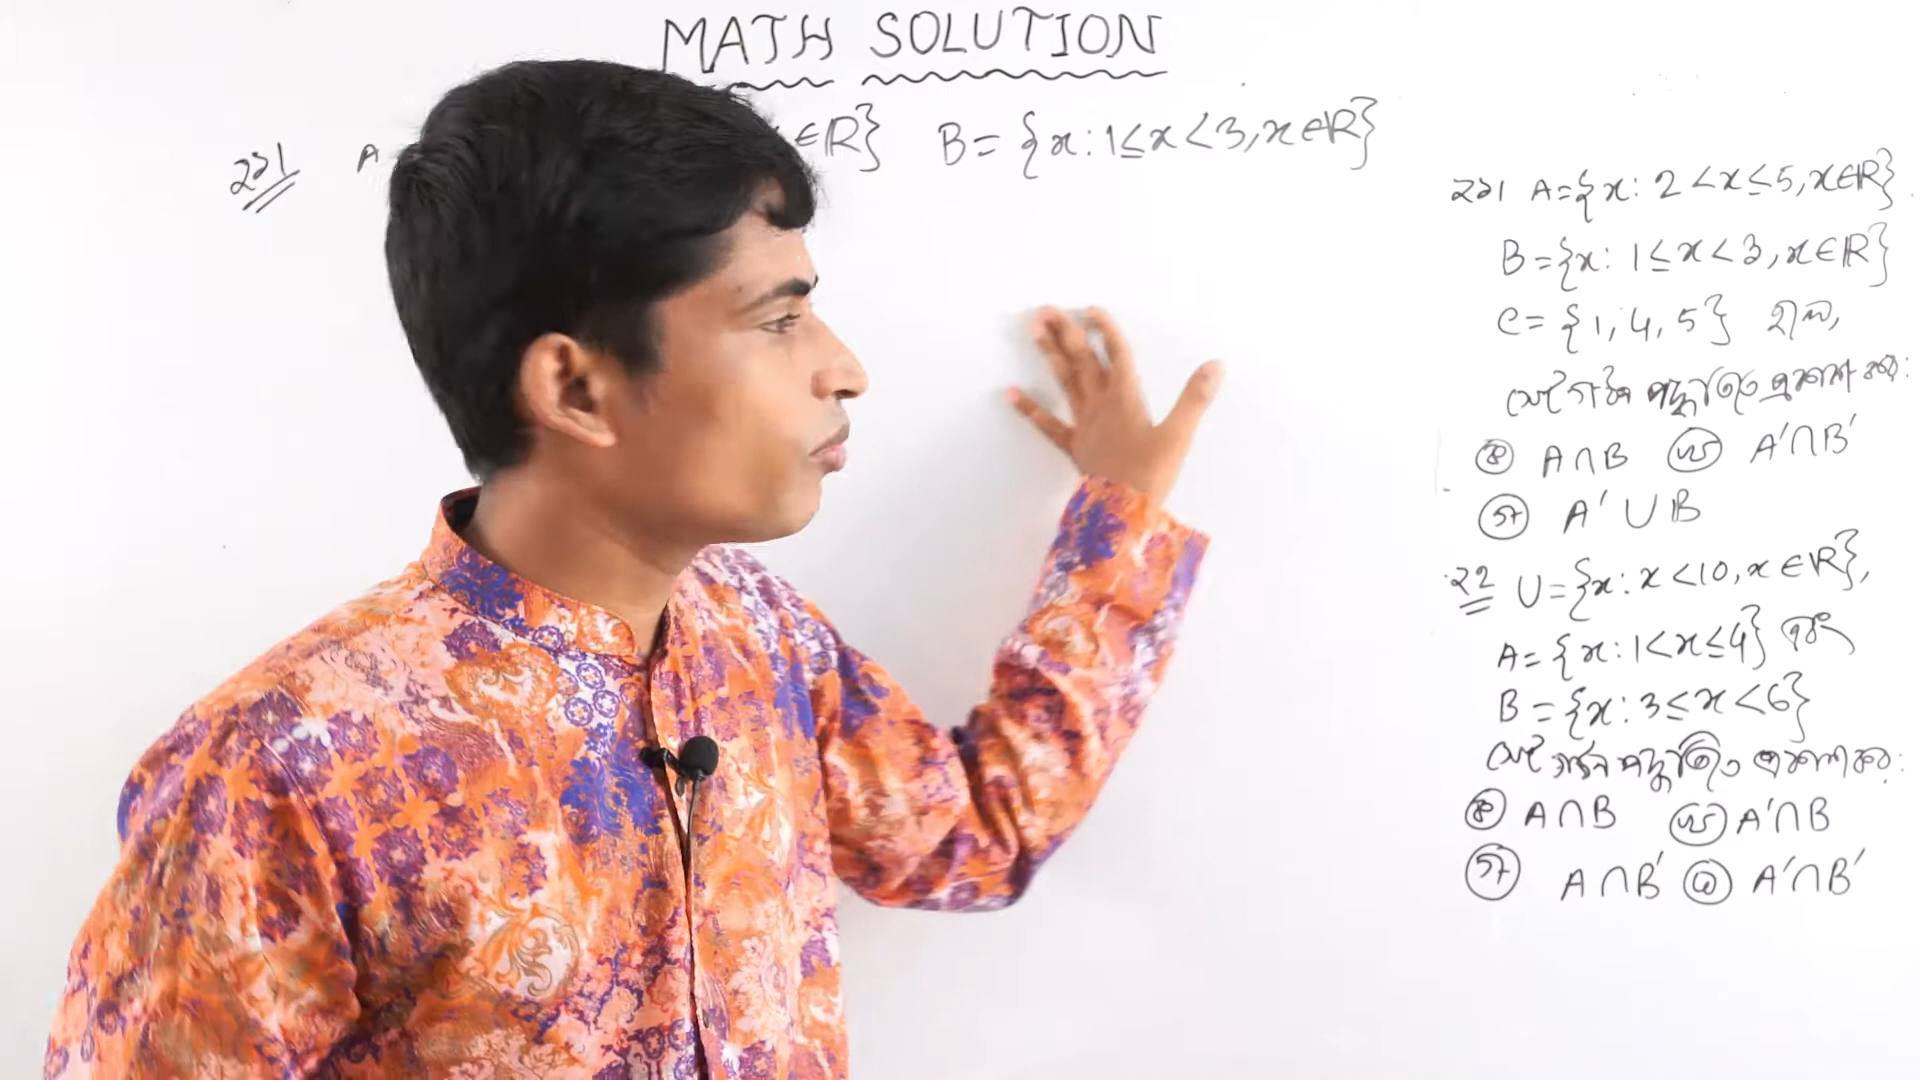 MATH SOLUTION
২১। A ∈ℝ} B = {x: 1≤x<3, x∈ℝ}
২১। A={x: 2<x≤5, x∈ℝ}
B={x: 1≤x<3, x∈ℝ}
C= {1, 4, 5} হলে,
সেট গঠন পদ্ধতিতে প্রকাশ কর:
ⓚ A∩B ⓖ A′∩B′
গ A′∪B
২২ U={x: x<10, x∈ℝ},
A= {x: 1<x≤4} এবং
B = {x: 3≤x<6}
সেট গঠন পদ্ধতিতে প্রকাশ কর:
ক A∩B খ A′∩B
গ A∩B′ ঘ A′∩B′